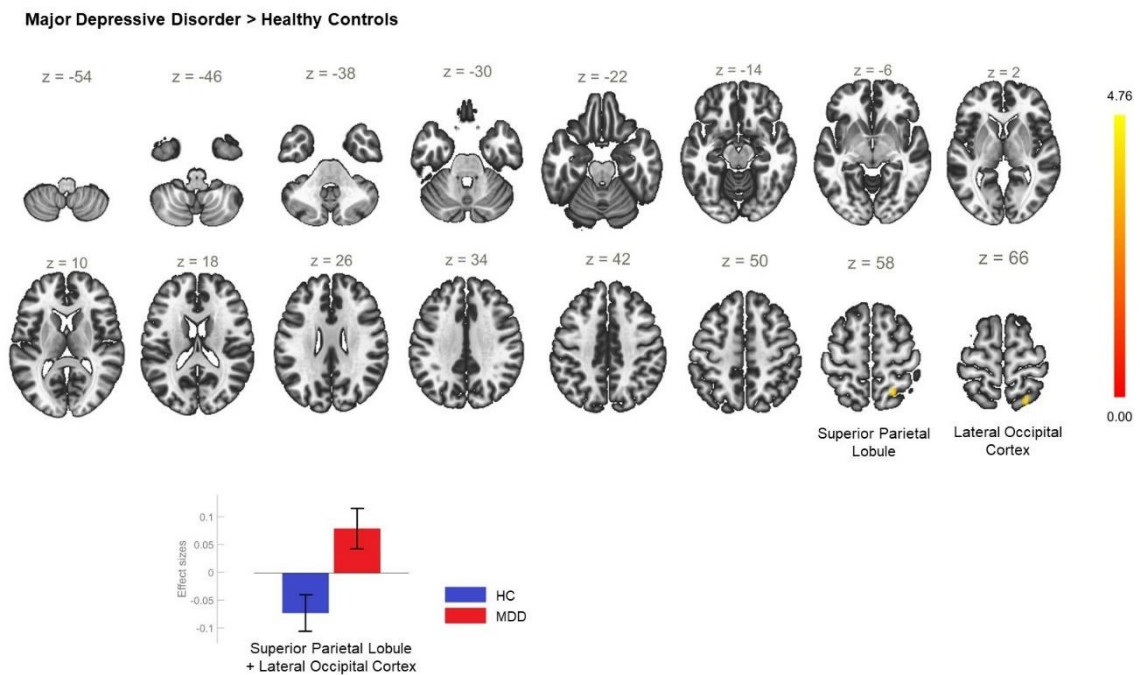 Major Depressive Disorder > Healthy Controls
z = -54
z = -46
z = -38
z = -30
z = -22
z = -14
z = -6
z = 2
4.76
z = 10
z = 18
z = 26
z = 34
z = 42
z = 50
z = 58
z = 66
0.00
Superior Parietal
Lobule
Lateral Occipital
Cortex
0.1
0.05
0
-0.05
-0.1
Effect sizes
HC
MDD
Superior Parietal Lobule
+ Lateral Occipital Cortex